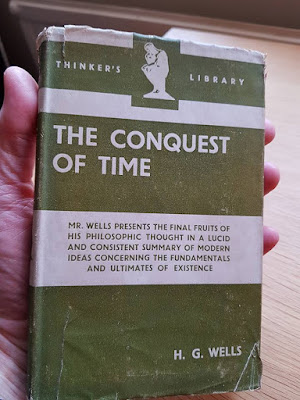 THINKER'S LIBRARY
THE CONQUEST
OF TIME
MR. WELLS PRESENTS THE FINAL FRUITS OF
HIS PHILOSOPHIC THOUGHT IN A LUCID
AND CONSISTENT SUMMARY OF MODERN
IDEAS CONCERNING THE FUNDAMENTALS
AND ULTIMATES OF EXISTENCE
H. G. WELLS